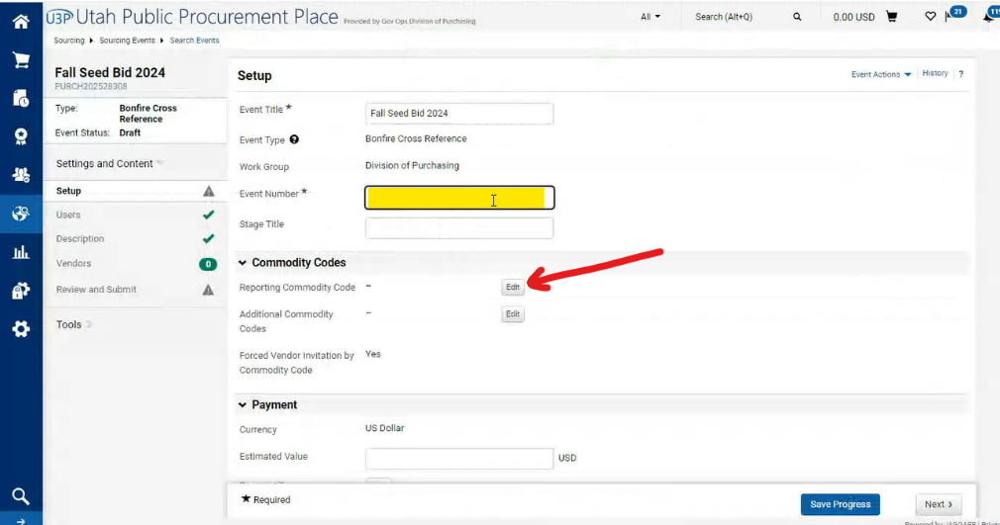 U3P Utah Public Procurement Place Provided by Gov Ops Division of Purchasing
All Search (Alt+Q) 0.00 USD 21
Sourcing Sourcing Events Search Events
Fall Seed Bid 2024
PURCH202528308
Type: Bonfire Cross
Reference
Event Status: Draft
Settings and Content
Setup
Users
Description
Vendors 0
Review and Submit
Tools
Setup
Event Actions History ?
Event Title ★ Fall Seed Bid 2024
Event Type ? Bonfire Cross Reference
Work Group Division of Purchasing
Event Number ★
Stage Title
Commodity Codes
Reporting Commodity Code – Edit
Additional Commodity – Edit
Codes
Forced Vendor Invitation by Yes
Commodity Code
Payment
Currency US Dollar
Estimated Value USD
★ Required
Save Progress Next
Powered by JAGGAER